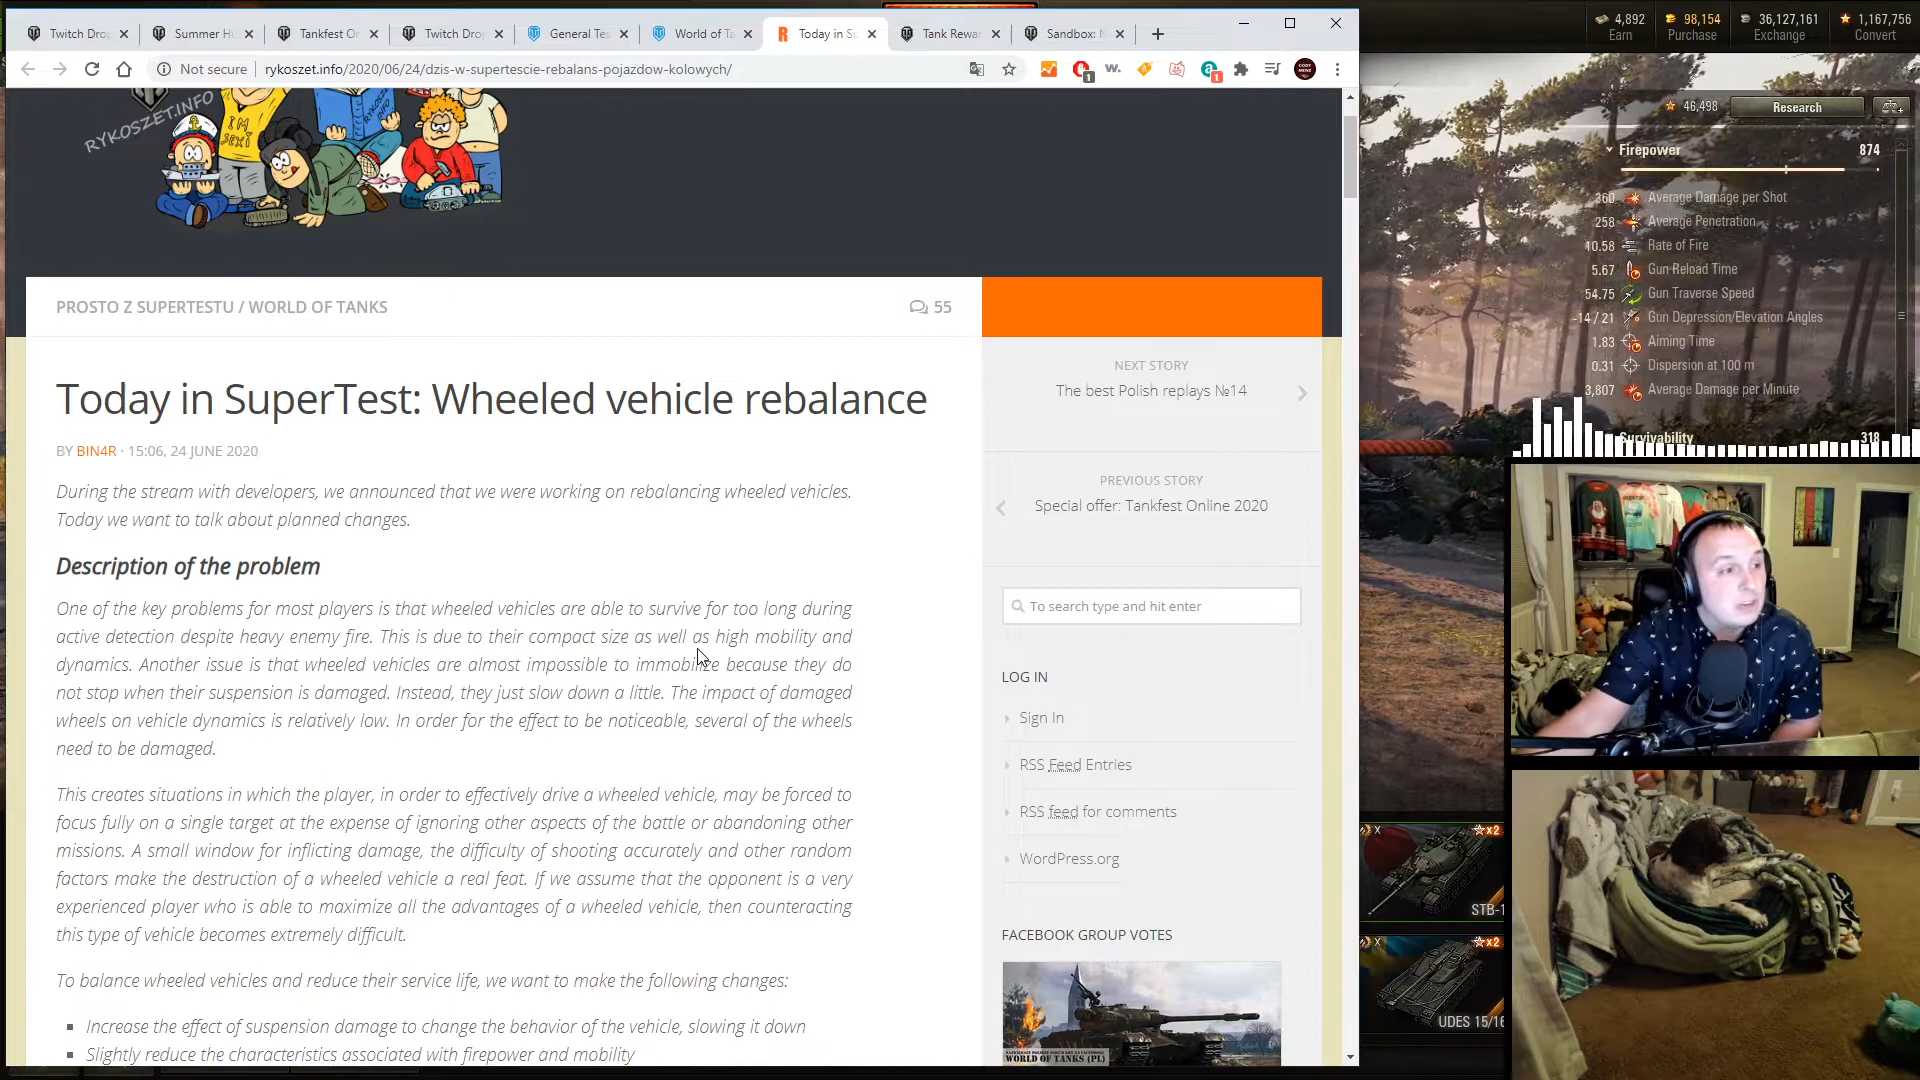 Twitch Drop
Summer H
Tankfest On
Twitch Drop
General Tes
World of Ta
Today in Su
Tank Rewar
Sandbox: N
Not secure
rykoszet.info/2020/06/24/dzis-w-supertescie-rebalans-pojazdow-kolowych/
4,892
Earn
98,154
Purchase
36,127,161
Exchange
1,167,756
Convert
46,498
Research
Firepower 874
360 Average Damage per Shot
258 Average Penetration
10.58 Rate of Fire
5.67 Gun Reload Time
54.75 Gun Traverse Speed
-14 / 21 Gun Depression/Elevation Angles
1.83 Aiming Time
0.31 Dispersion at 100 m
3,807 Average Damage per Minute
Survivability 318
RYKOSZET.INFO
I'M
SEXI
PROSTO Z SUPERTESTU / WORLD OF TANKS
55
Today in SuperTest: Wheeled vehicle rebalance
BY BIN4R · 15:06, 24 JUNE 2020
During the stream with developers, we announced that we were working on rebalancing wheeled vehicles.
Today we want to talk about planned changes.
Description of the problem
One of the key problems for most players is that wheeled vehicles are able to survive for too long during
active detection despite heavy enemy fire. This is due to their compact size as well as high mobility and
dynamics. Another issue is that wheeled vehicles are almost impossible to immobilize because they do
not stop when their suspension is damaged. Instead, they just slow down a little. The impact of damaged
wheels on vehicle dynamics is relatively low. In order for the effect to be noticeable, several of the wheels
need to be damaged.
This creates situations in which the player, in order to effectively drive a wheeled vehicle, may be forced to
focus fully on a single target at the expense of ignoring other aspects of the battle or abandoning other
missions. A small window for inflicting damage, the difficulty of shooting accurately and other random
factors make the destruction of a wheeled vehicle a real feat. If we assume that the opponent is a very
experienced player who is able to maximize all the advantages of a wheeled vehicle, then counteracting
this type of vehicle becomes extremely difficult.
To balance wheeled vehicles and reduce their service life, we want to make the following changes:
Increase the effect of suspension damage to change the behavior of the vehicle, slowing it down
Slightly reduce the characteristics associated with firepower and mobility
NEXT STORY
The best Polish replays №14
PREVIOUS STORY
Special offer: Tankfest Online 2020
To search type and hit enter
LOG IN
Sign In
RSS Feed Entries
RSS feed for comments
WordPress.org
FACEBOOK GROUP VOTES
WORLD OF TANKS (PL)
X x2
STB-1
X x2
UDES 15/16